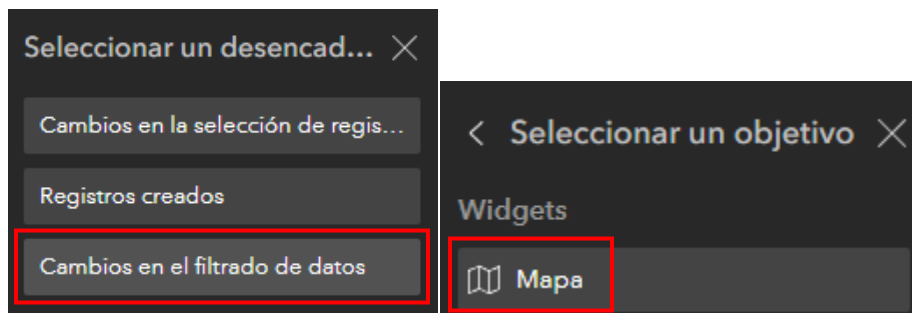 Seleccionar un desencad...
Cambios en la selección de regis...
Registros creados
Cambios en el filtrado de datos
Seleccionar un objetivo
Widgets
Mapa